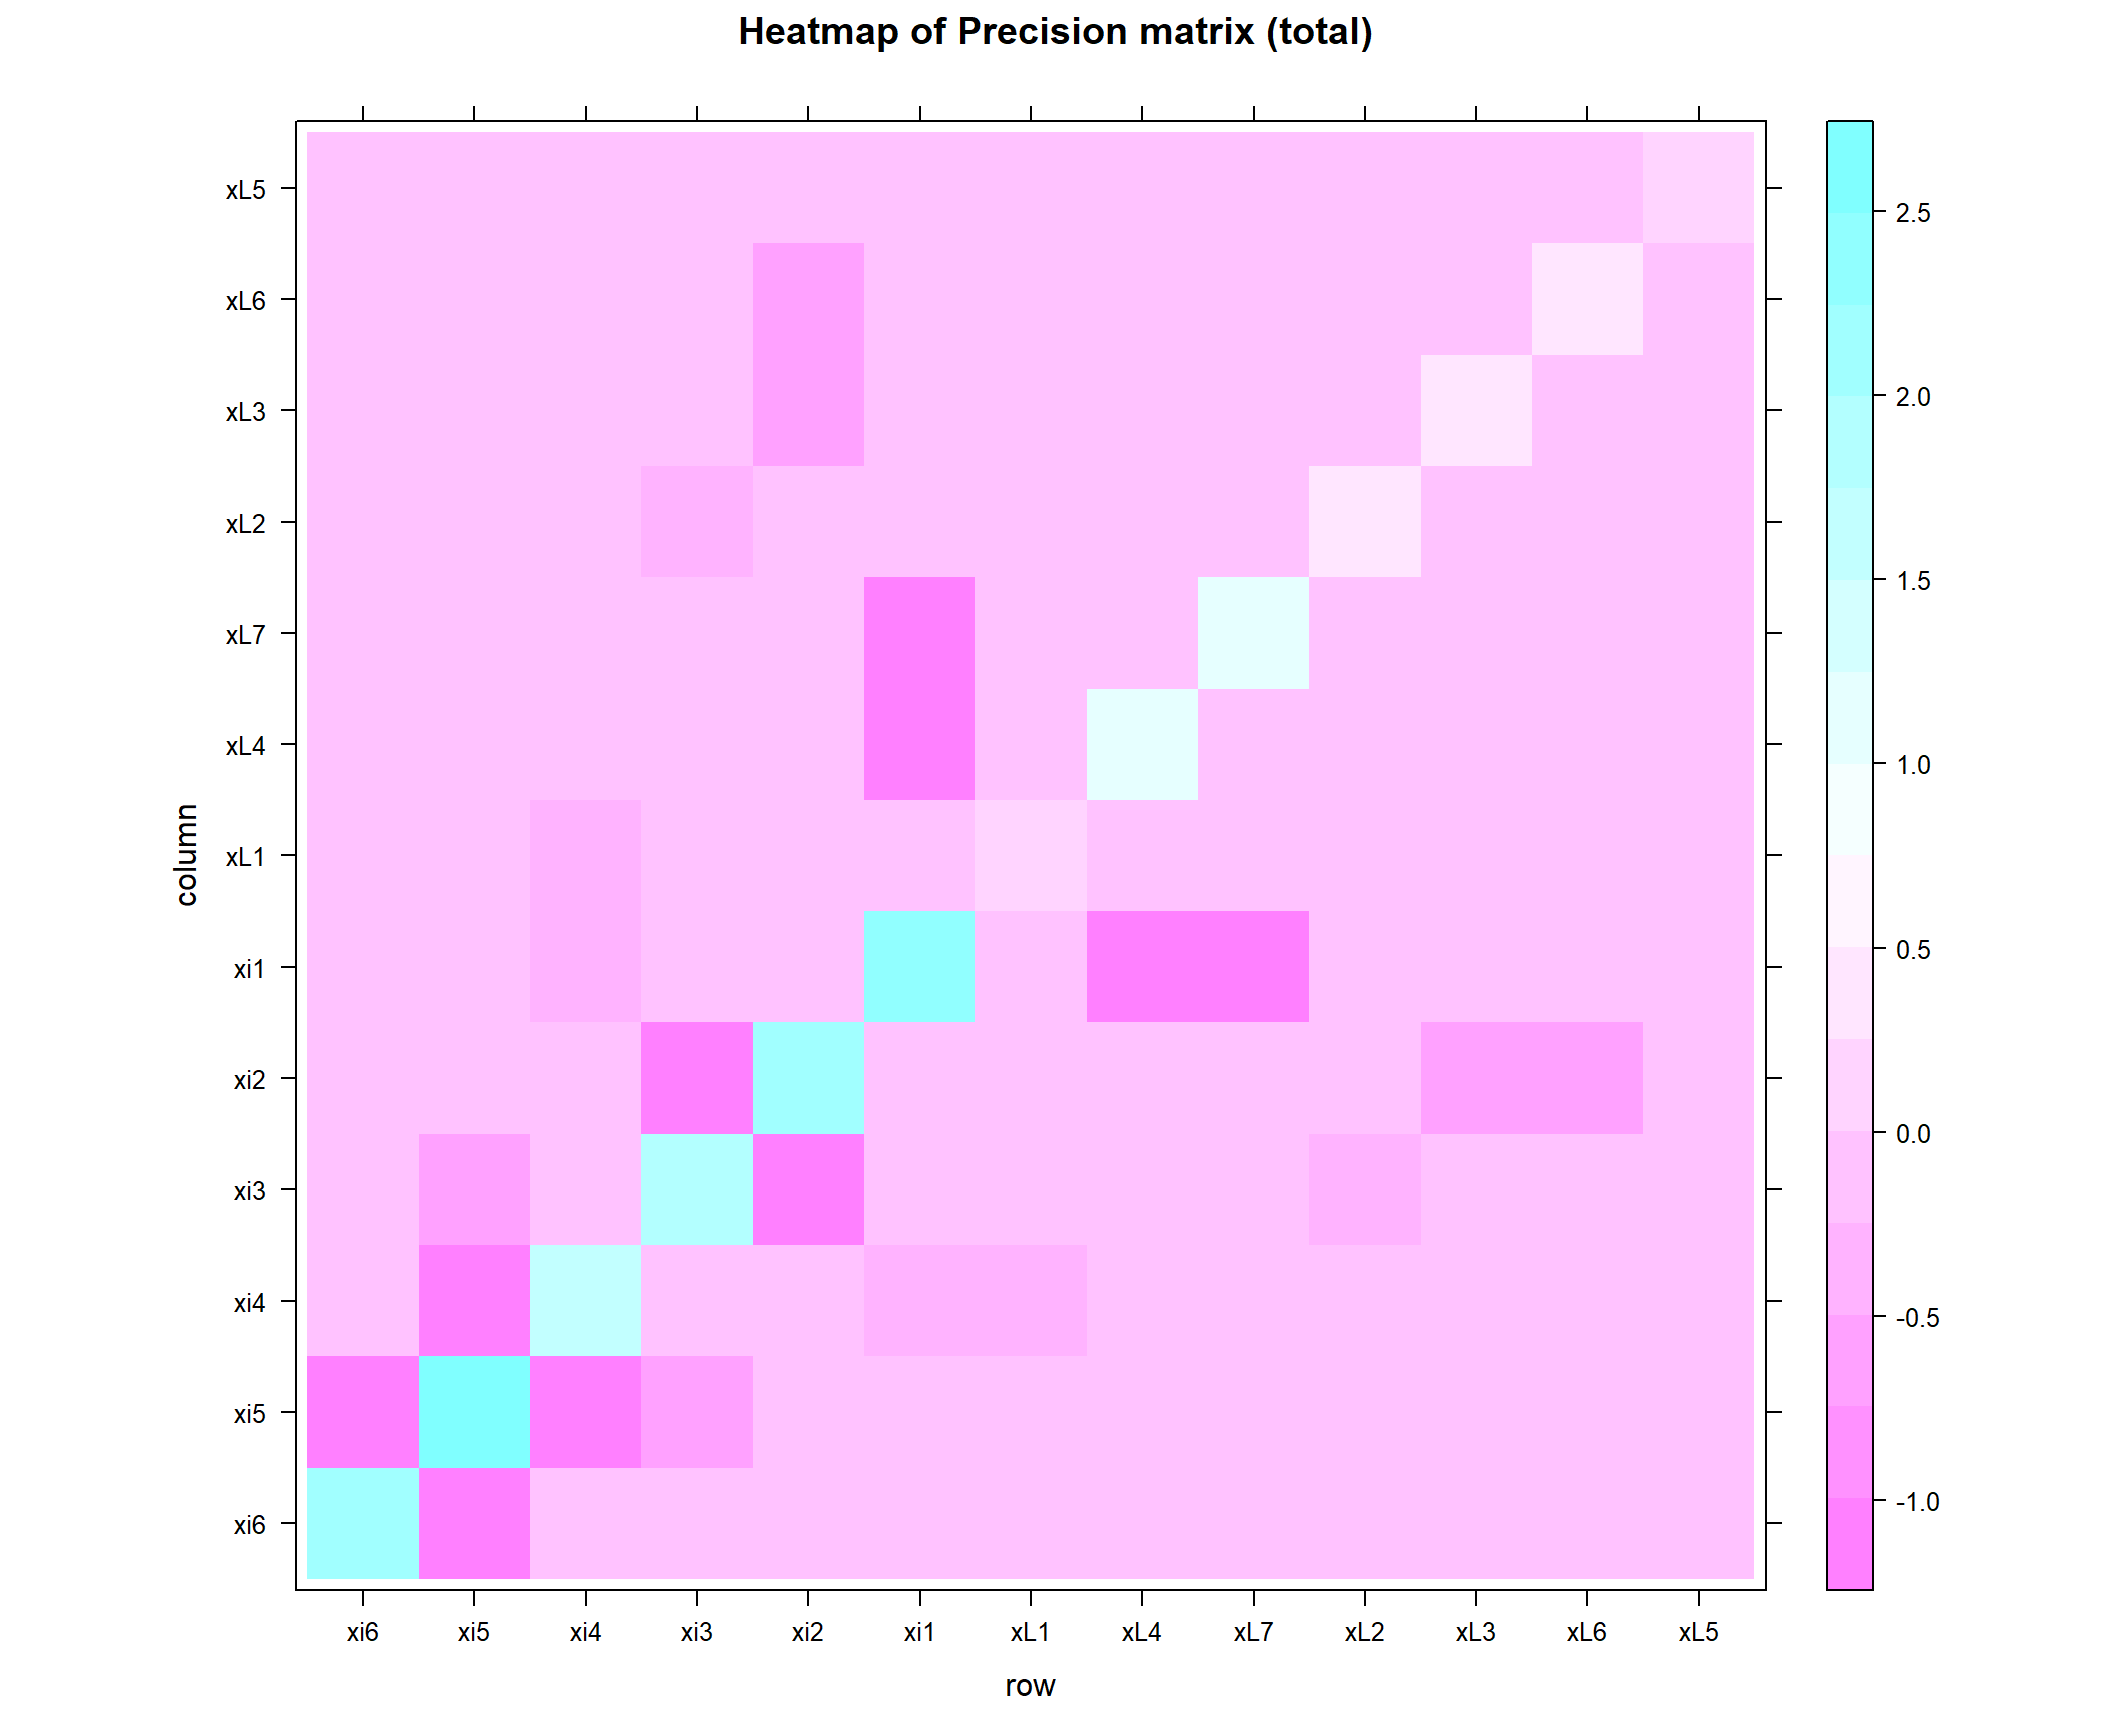 Heatmap of Precision matrix (total)
xL5
xL6
xL3
xL2
xL7
xL4
xL1
xi1
xi2
xi3
xi4
xi5
xi6
column
xi6 xi5 xi4 xi3 xi2 xi1 xL1 xL4 xL7 xL2 xL3 xL6 xL5
row
2.5
2.0
1.5
1.0
0.5
0.0
-0.5
-1.0